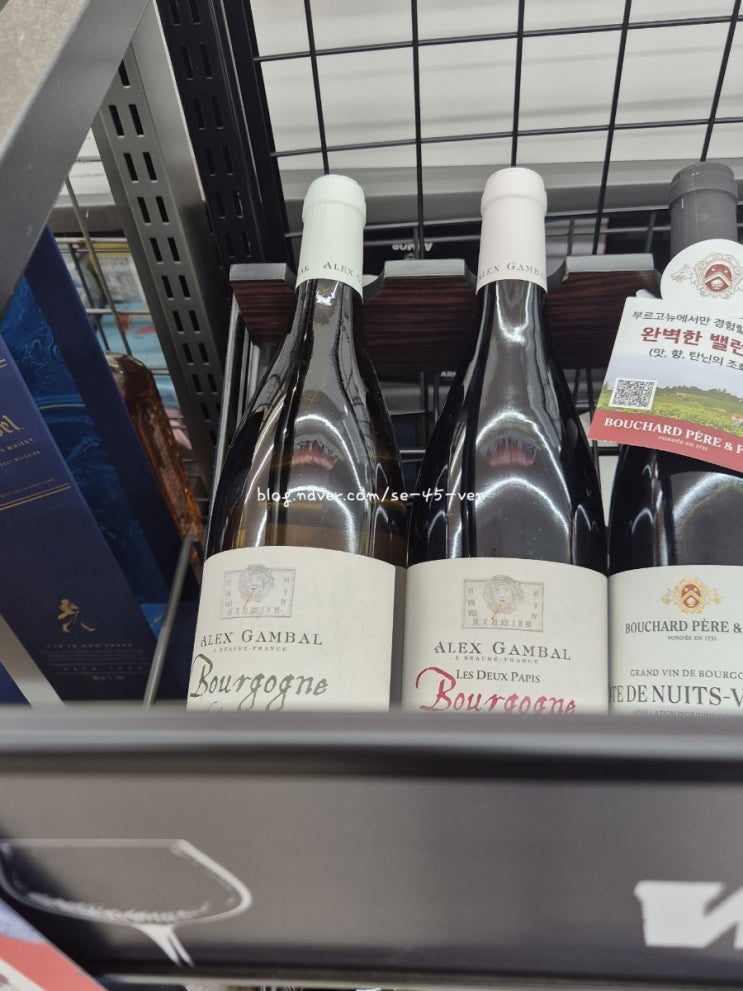 ALEX G
ALEX GAMBAL
부르고뉴에서만 경험
완벽한 밸런
(맛, 향, 탄닌의 조화
BOUCHARD PÈRE & F
FONDÉE EN 1731
blog.naver.com/se-45-ven
ALEX GAMBAL
A BEAUNE-FRANCE
Bourgogne
ALEX GAMBAL
A BEAUNE-FRANCE
LES DEUX PAPIS
Bourgogne
BOUCHARD PÈRE &
FONDÉE EN 1731
GRAND VIN DE BOURGO
TE DE NUITS-V